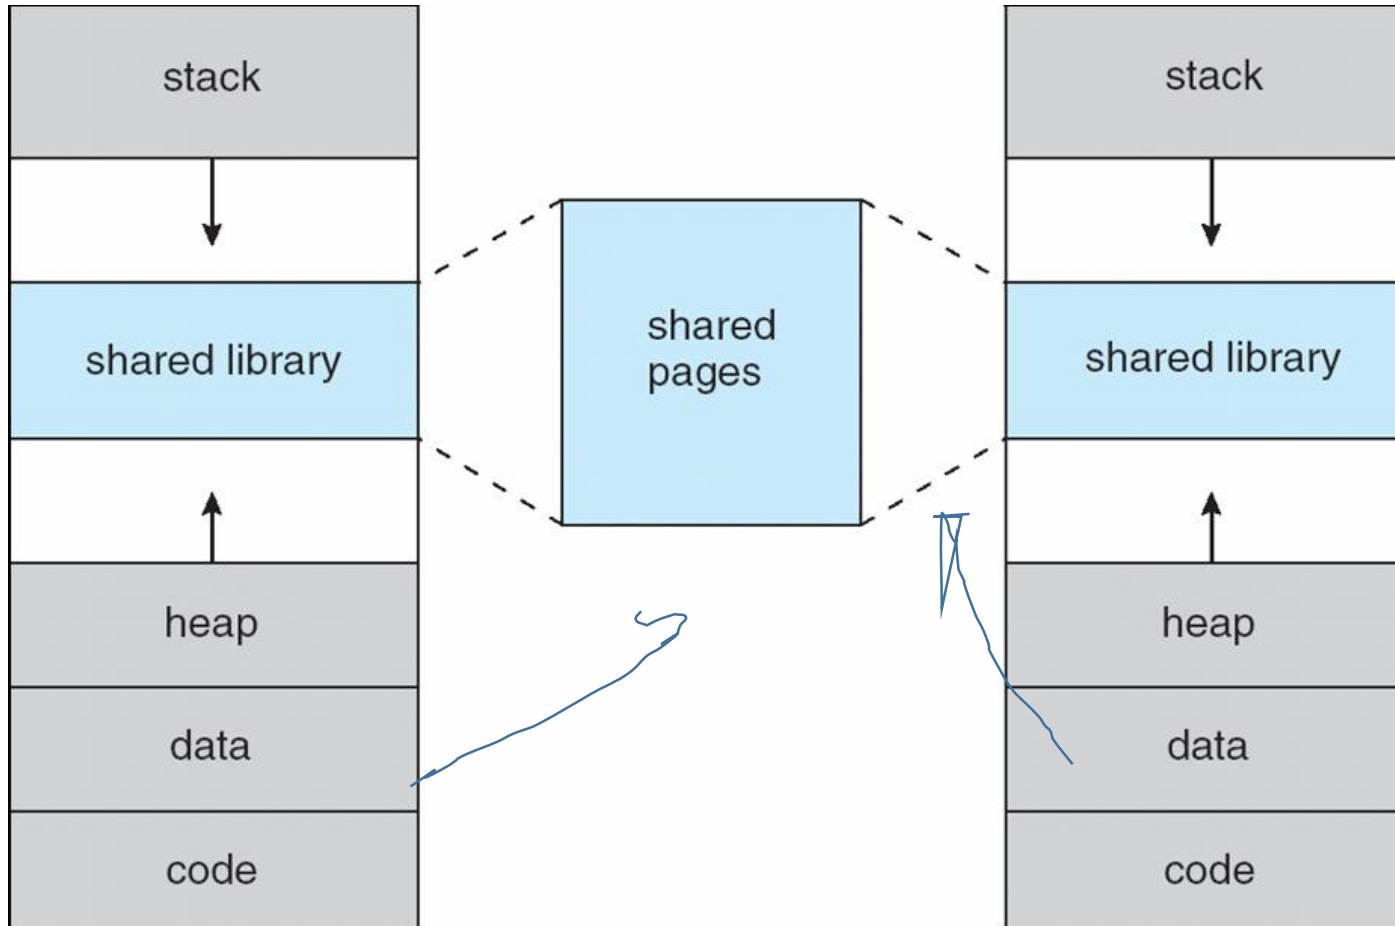 stack
shared library
heap
data
code
shared
pages
stack
shared library
heap
data
code